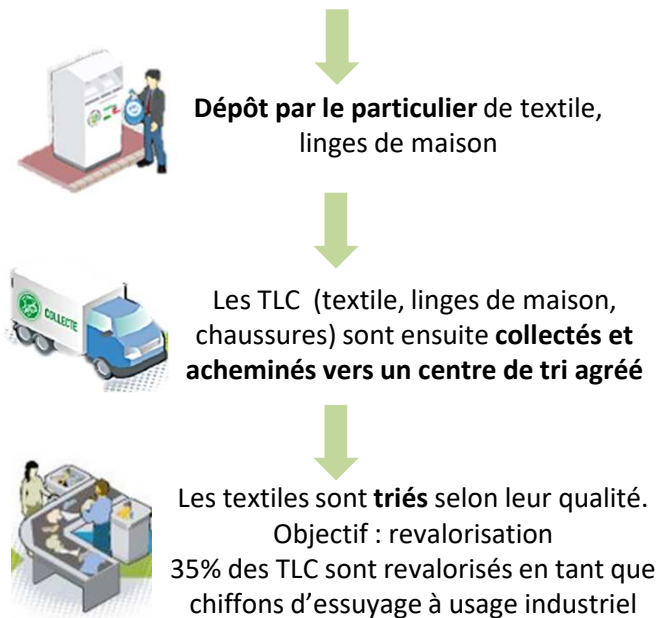 Dépôt par le particulier de textile,
linges de maison
COLLECTE
Les TLC (textile, linges de maison,
chaussures) sont ensuite collectés et
acheminés vers un centre de tri agréé
Les textiles sont triés selon leur qualité.
Objectif : revalorisation
35% des TLC sont revalorisés en tant que
chiffons d’essuyage à usage industriel